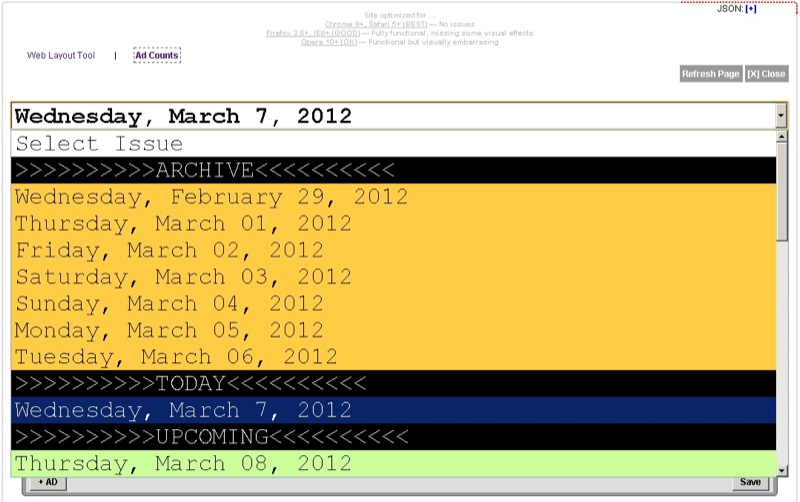 JSON: [+]
Site optimized for ...
Chrome 9+, Safari 5+ (BEST) — No issues
Firefox 3.6+, IE8+ (GOOD) — Fully functional, missing some visual effects
Opera 10+ (OK) — Functional but visually embarrasing
Web Layout Tool | Ad Counts
Refresh Page [X] Close
Wednesday, March 7, 2012
Select Issue
>>>>>>>>>>ARCHIVE<<<<<<<<<<
Wednesday, February 29, 2012
Thursday, March 01, 2012
Friday, March 02, 2012
Saturday, March 03, 2012
Sunday, March 04, 2012
Monday, March 05, 2012
Tuesday, March 06, 2012
>>>>>>>>>>TODAY<<<<<<<<<<
Wednesday, March 7, 2012
>>>>>>>>>>UPCOMING<<<<<<<<<<
Thursday, March 08, 2012
+ AD Save